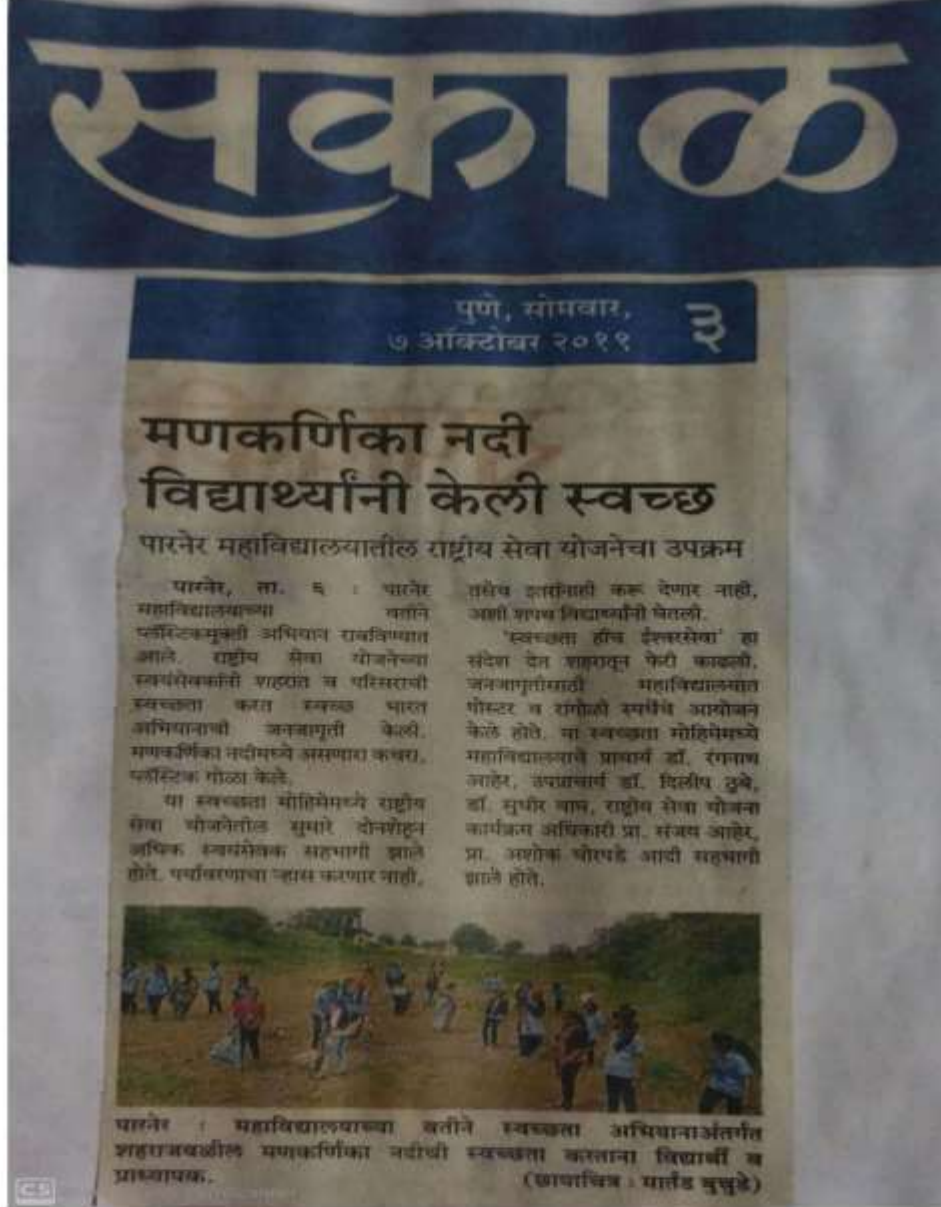 सकाळ
पुणे, सोमवार,
७ ऑक्टोबर २०१९
३
मणकर्णिका नदी
विद्यार्थ्यांनी केली स्वच्छ
पारनेर महाविद्यालयातील राष्ट्रीय सेवा योजनेचा उपक्रम
पारनेर, ता. ६ : पारनेर
महाविद्यालयाच्या वतीने
प्लॅस्टिकमुक्ती अभियान राबविण्यात
आले. राष्ट्रीय सेवा योजनेच्या
स्वयंसेवकांनी शहरात व परिसराची
स्वच्छता करत स्वच्छ भारत
अभियानाची जनजागृती केली.
मणकर्णिका नदीमध्ये असणारा कचरा,
प्लॅस्टिक गोळा केले.
या स्वच्छता मोहिमेमध्ये राष्ट्रीय
सेवा योजनेतील सुमारे दोनशेहून
अधिक स्वयंसेवक सहभागी झाले
होते. पर्यावरणाचा ऱ्हास करणार नाही,
तसेच इतरांनाही करू देणार नाही,
अशी शपथ विद्यार्थ्यांनी घेतली.
'स्वच्छता हीच ईश्वरसेवा' हा
संदेश देत शहरातून फेरी काढली.
जनजागृतीसाठी महाविद्यालयात
पोस्टर व रांगोळी स्पर्धेचे आयोजन
केले होते. या स्वच्छता मोहिमेमध्ये
महाविद्यालयाचे प्राचार्य डॉ. रंगनाथ
आहेर, उपप्राचार्य डॉ. दिलीप ठुबे,
डॉ. सुधीर वाघ, राष्ट्रीय सेवा योजना
कार्यक्रम अधिकारी प्रा. संजय आहेर,
प्रा. अशोक घोरपडे आदी सहभागी
झाले होते.
पारनेर : महाविद्यालयाच्या वतीने स्वच्छता अभियानाअंतर्गत
शहराजवळील मणकर्णिका नदीची स्वच्छता करताना विद्यार्थी व
प्राध्यापक.
(छायाचित्र : मार्तंड बुचुडे)
CS